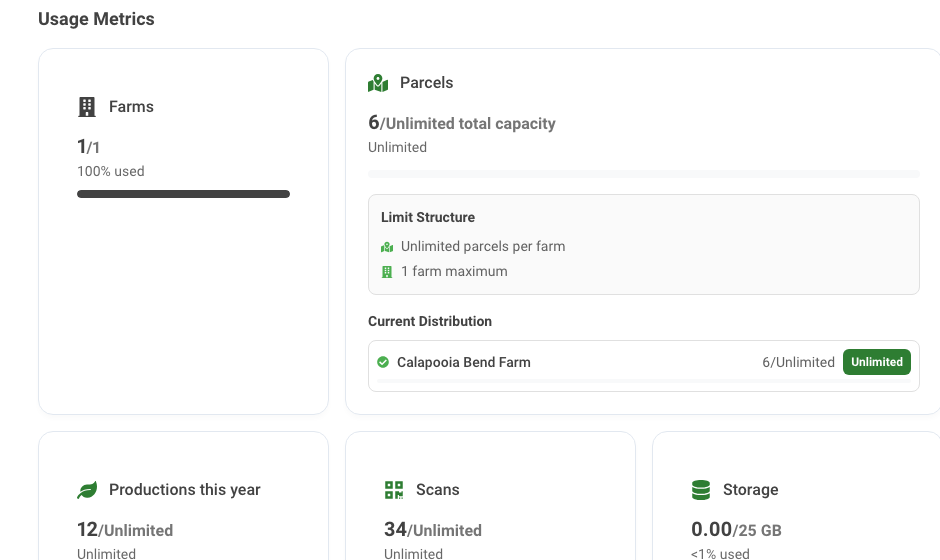 Usage Metrics
Farms
1/1
100% used
Parcels
6/Unlimited total capacity
Unlimited
Limit Structure
Unlimited parcels per farm
1 farm maximum
Current Distribution
Calapooia Bend Farm
6/Unlimited
Unlimited
Productions this year
12/Unlimited
Unlimited
Scans
34/Unlimited
Unlimited
Storage
0.00/25 GB
<1% used